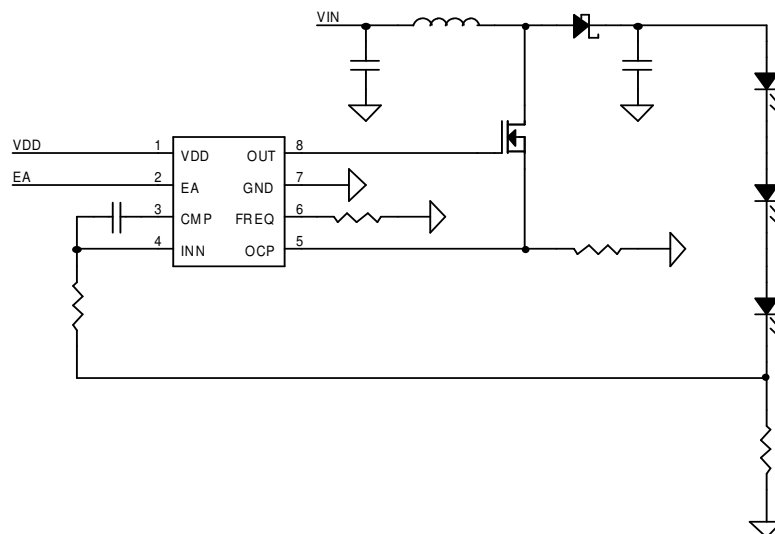 VIN
VDD 1 VDD OUT 8
EA 2 EA GND 7
3 CMP FREQ 6
4 INN OCP 5